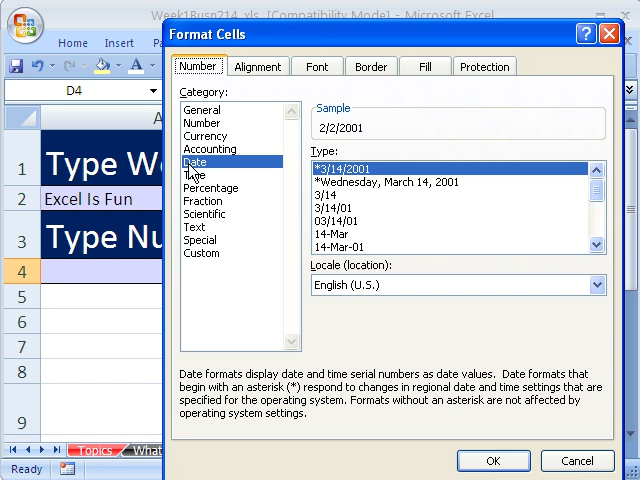 Week1Busn214.xls [Compatibility Mode] - Microsoft Excel
Format Cells
Home Insert
Number Alignment Font Border Fill Protection
D4
Category:
General
Number
Currency
Accounting
Date
Time
Percentage
Fraction
Scientific
Text
Special
Custom
Sample
2/2/2001
Type:
*3/14/2001
*Wednesday, March 14, 2001
3/14
3/14/01
03/14/01
14-Mar
14-Mar-01
Locale (location):
English (U.S.)
A
1 Type We
2 Excel Is Fun
3 Type Nu
4
5
6
7
8
9
Date formats display date and time serial numbers as date values. Date formats that
begin with an asterisk (*) respond to changes in regional date and time settings that are
specified for the operating system. Formats without an asterisk are not affected by
operating system settings.
Topics What
Ready
OK Cancel